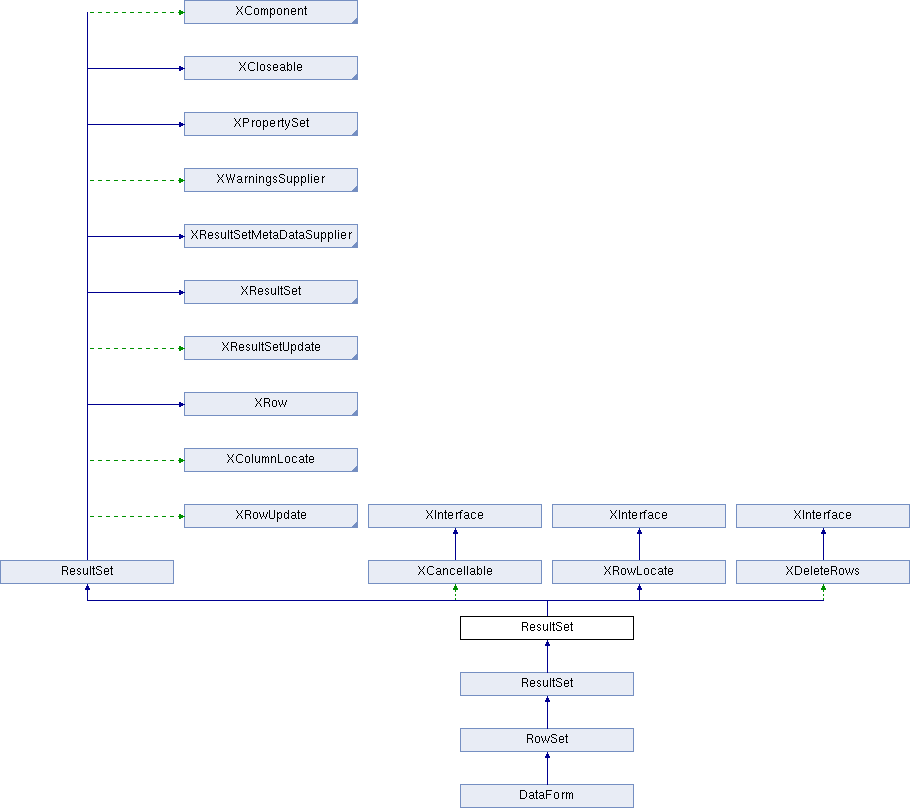 XComponent
XCloseable
XPropertySet
XWarningsSupplier
XResultSetMetaDataSupplier
XResultSet
XResultSetUpdate
XRow
XColumnLocate
XRowUpdate
XInterface
XInterface
XInterface
ResultSet
XCancellable
XRowLocate
XDeleteRows
ResultSet
ResultSet
RowSet
DataForm